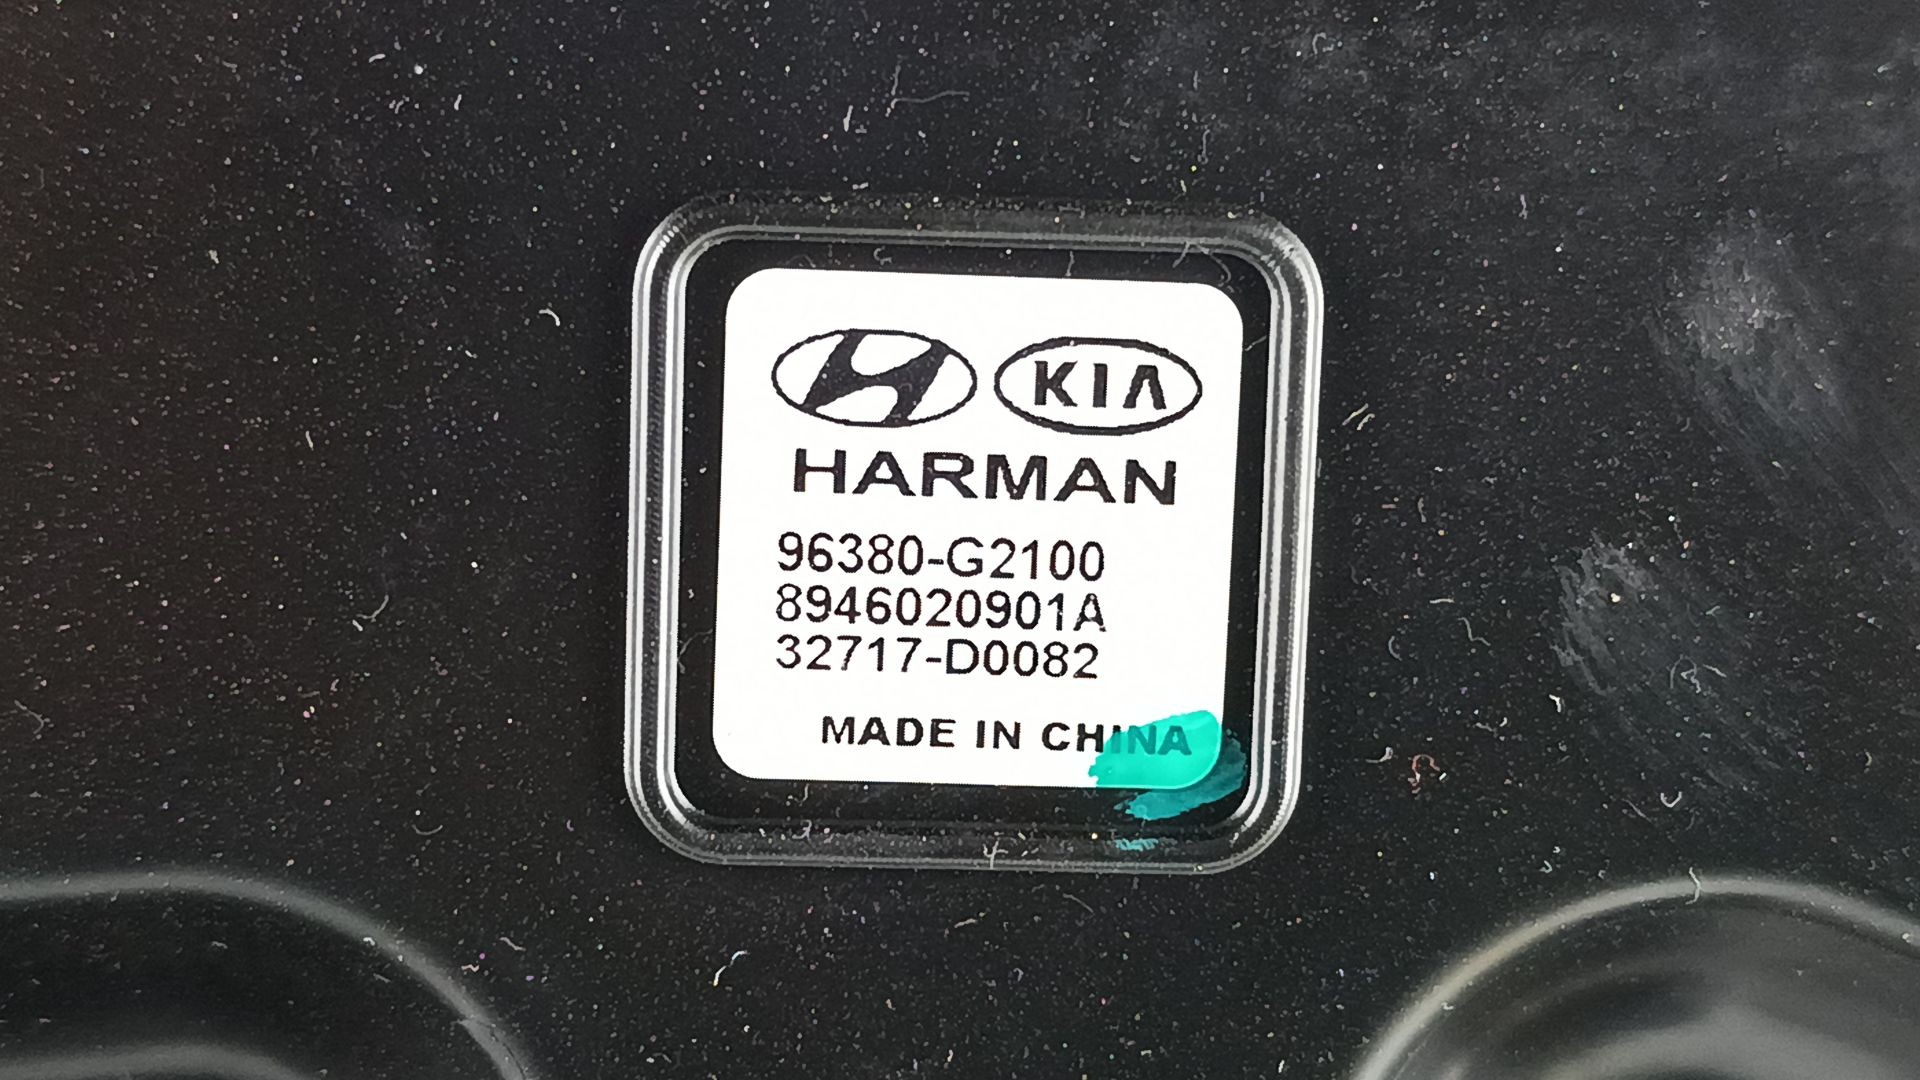 KIA
HARMAN
96380-G2100
8946020901A
32717-D0082
MADE IN CHINA